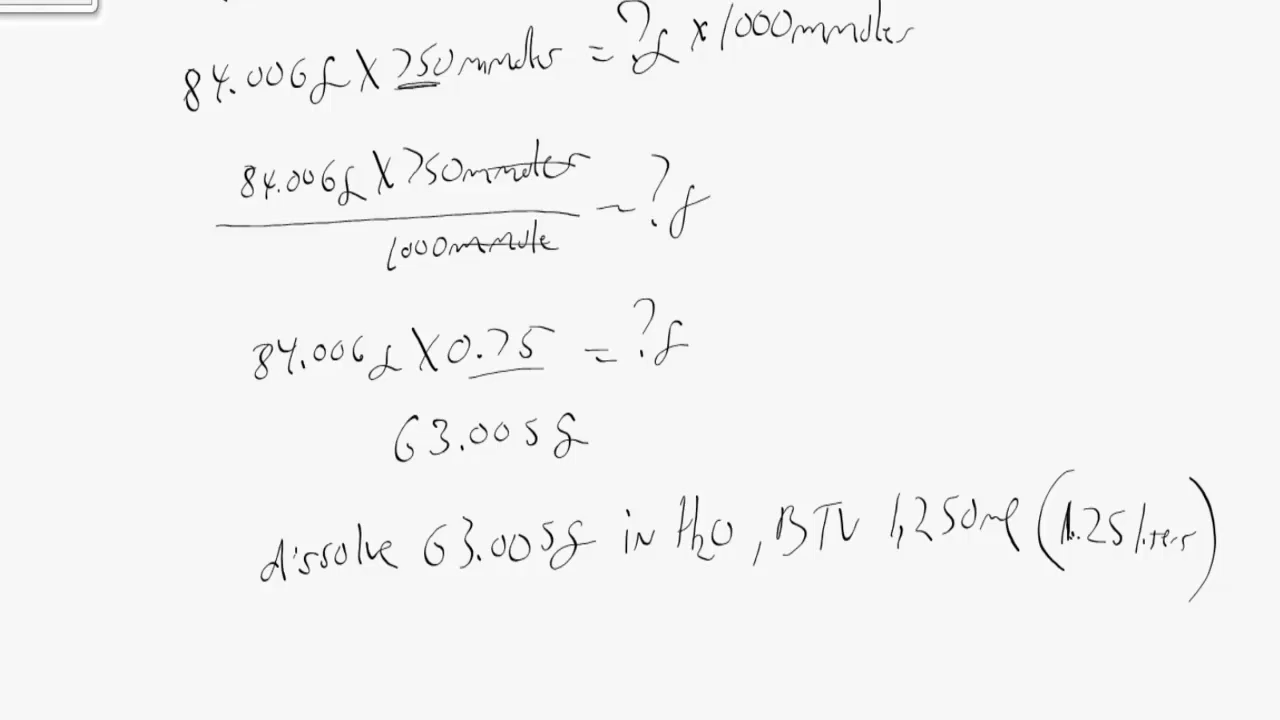 84.006g X 750mmoles = ?g x 1000mmoles
84.006g X 750mmoles
1000mmole
= ?g
84.006g X 0.75 = ?g
63.005g
dissolve 63.005g in H₂O, BTV 1,250ml (1.25 liters)